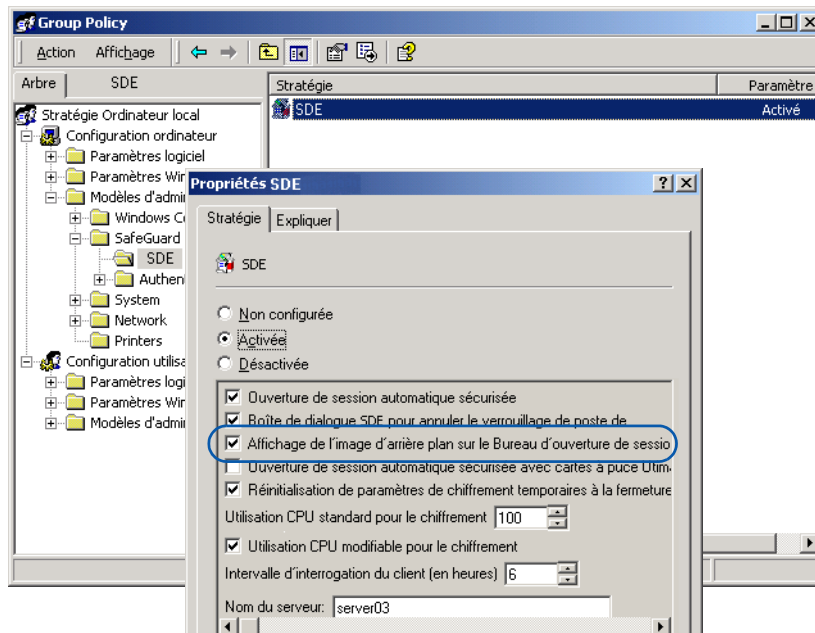 Group Policy
Action Affichage
Arbre SDE
Stratégie Paramètre
SDE Activé
Stratégie Ordinateur local
Configuration ordinateur
Paramètres logiciel
Paramètres Win
Modèles d'admi
Windows C
SafeGuard
SDE
Authen
System
Network
Printers
Configuration utilisa
Paramètres logi
Paramètres Wir
Modèles d'admi
Propriétés SDE
Stratégie Expliquer
SDE
Non configurée
Activée
Désactivée
Ouverture de session automatique sécurisée
Boîte de dialogue SDE pour annuler le verrouillage de poste de
Affichage de l´image d´arrière plan sur le Bureau d´ouverture de sessio
Ouverture de session automatique sécurisée avec cartes à puce Utim
Réinitialisation de paramètres de chiffrement temporaires à la fermeture
Utilisation CPU standard pour le chiffrement 100
Utilisation CPU modifiable pour le chiffrement
Intervalle d´interrogation du client (en heures) 6
Nom du serveur: server03